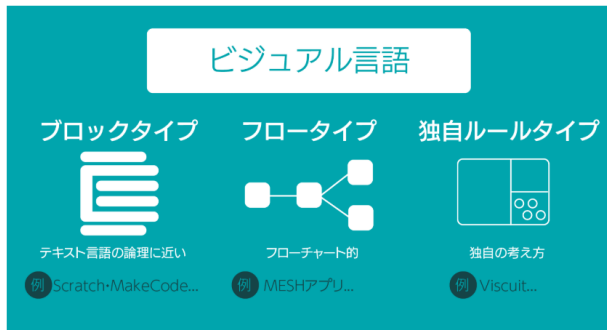 ビジュアル言語
ブロックタイプ
フロータイプ
独自ルールタイプ
テキスト言語の論理に近い
フローチャート的
独自の考え方
例 Scratch・MakeCode...
例 MESHアプリ...
例 Viscuit...